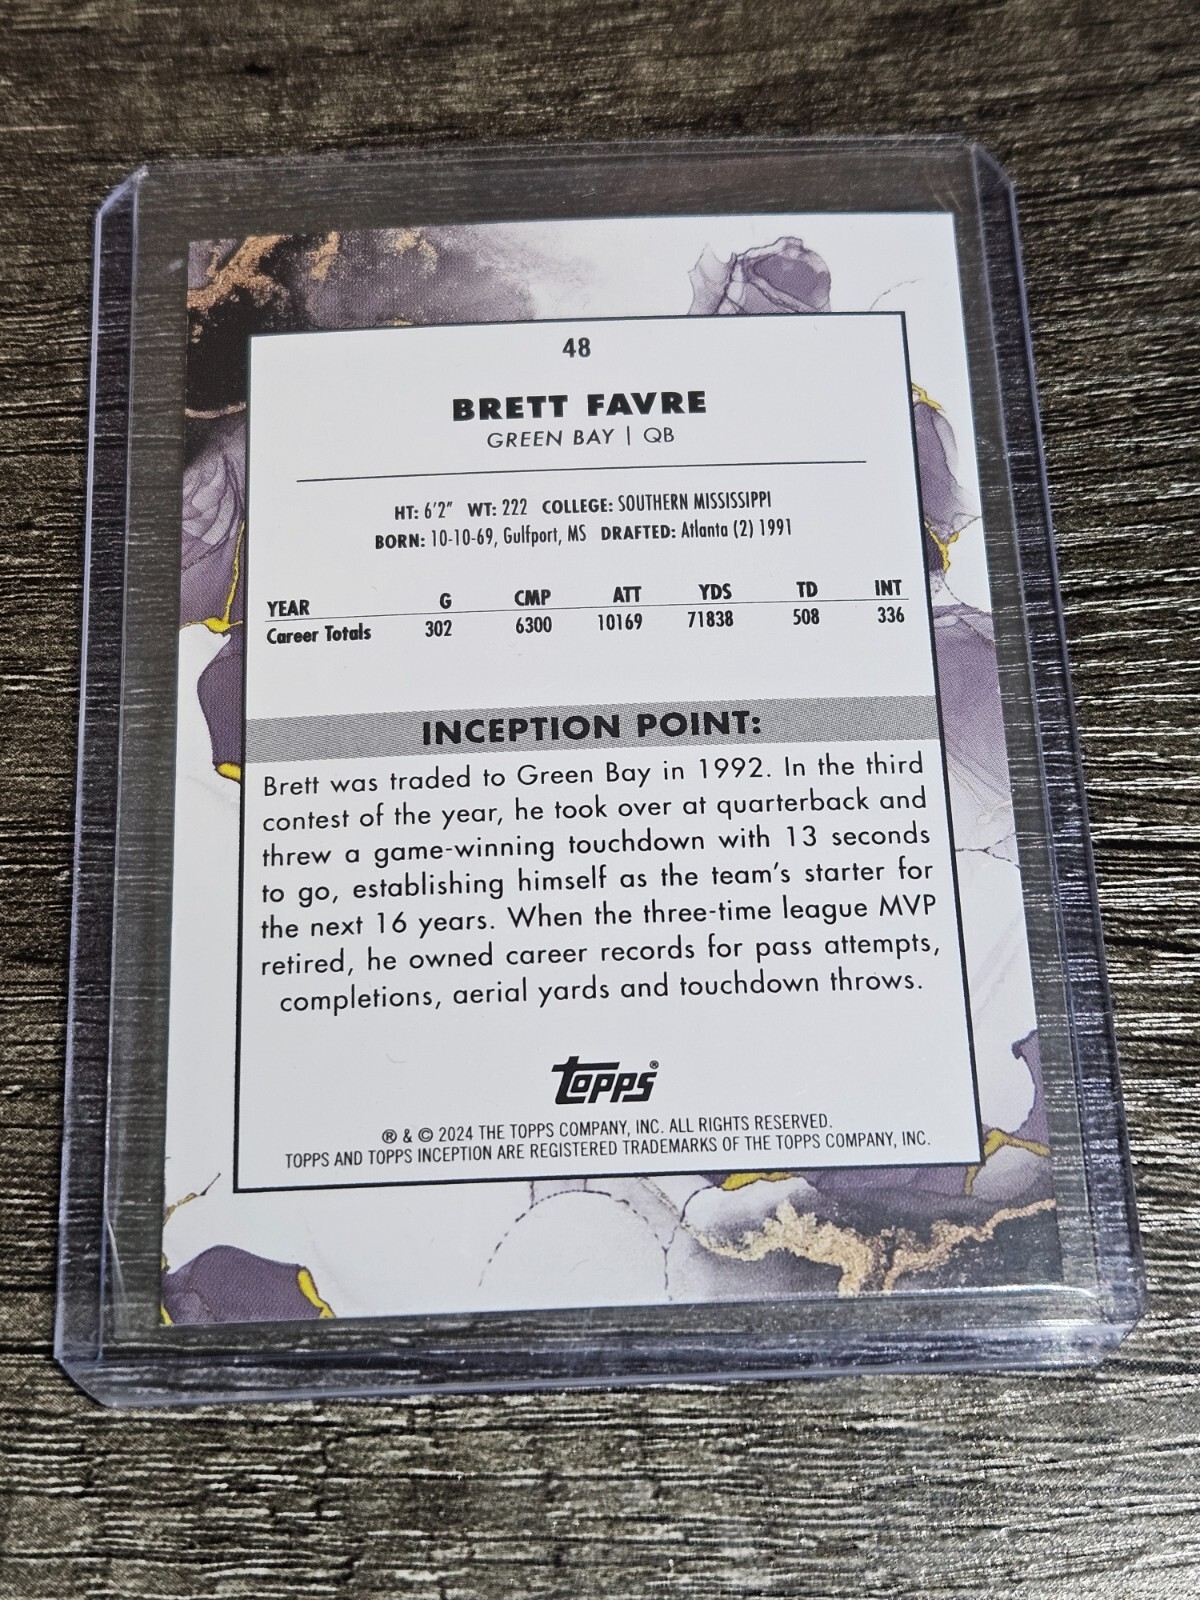 48
BRETT FAVRE
GREEN BAY | QB
HT: 6'2" WT: 222 COLLEGE: SOUTHERN MISSISSIPPI
BORN: 10-10-69, Gulfport, MS DRAFTED: Atlanta (2) 1991
YEAR G CMP ATT YDS TD INT
Career Totals 302 6300 10169 71838 508 336
INCEPTION POINT:
Brett was traded to Green Bay in 1992. In the third
contest of the year, he took over at quarterback and
threw a game-winning touchdown with 13 seconds
to go, establishing himself as the team's starter for
the next 16 years. When the three-time league MVP
retired, he owned career records for pass attempts,
completions, aerial yards and touchdown throws.
topps®
® & © 2024 THE TOPPS COMPANY, INC. ALL RIGHTS RESERVED.
TOPPS AND TOPPS INCEPTION ARE REGISTERED TRADEMARKS OF THE TOPPS COMPANY, INC.